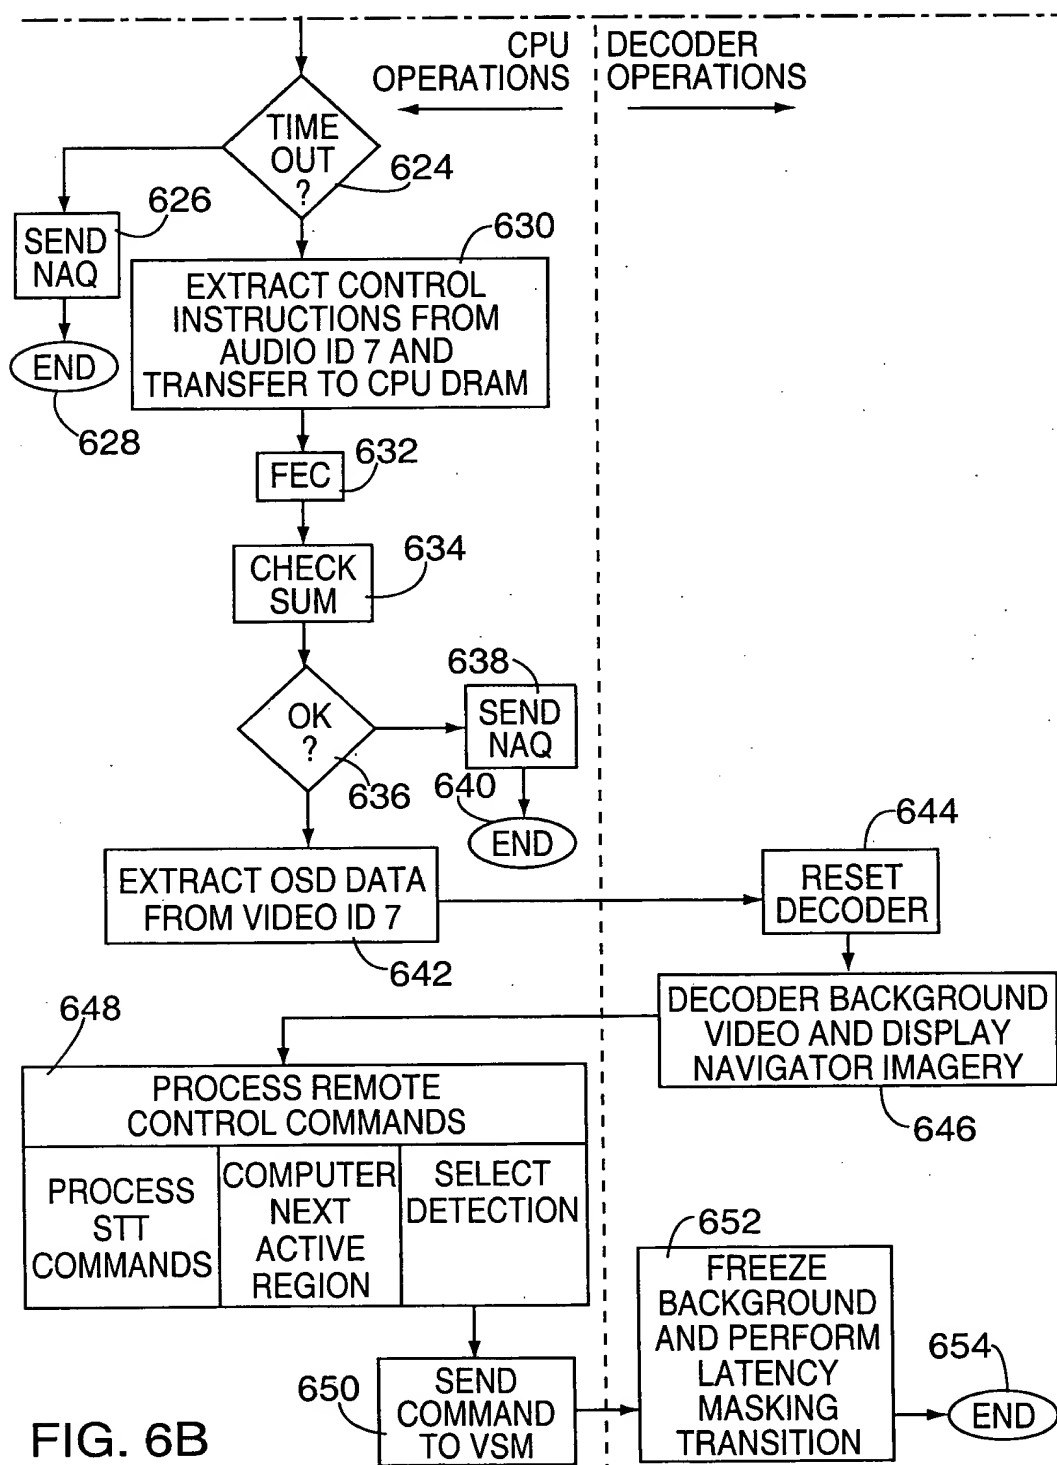 CPU
OPERATIONS
DECODER
OPERATIONS
TIME
OUT
?
624
626
SEND
NAQ
END
628
630
EXTRACT CONTROL
INSTRUCTIONS FROM
AUDIO ID 7 AND
TRANSFER TO CPU DRAM
632
FEC
634
CHECK
SUM
OK
?
636
638
SEND
NAQ
640
END
EXTRACT OSD DATA
FROM VIDEO ID 7
642
644
RESET
DECODER
DECODER BACKGROUND
VIDEO AND DISPLAY
NAVIGATOR IMAGERY
646
648
PROCESS REMOTE
CONTROL COMMANDS
PROCESS
STT
COMMANDS
COMPUTER
NEXT
ACTIVE
REGION
SELECT
DETECTION
650
SEND
COMMAND
TO VSM
652
FREEZE
BACKGROUND
AND PERFORM
LATENCY
MASKING
TRANSITION
654
END
FIG. 6B